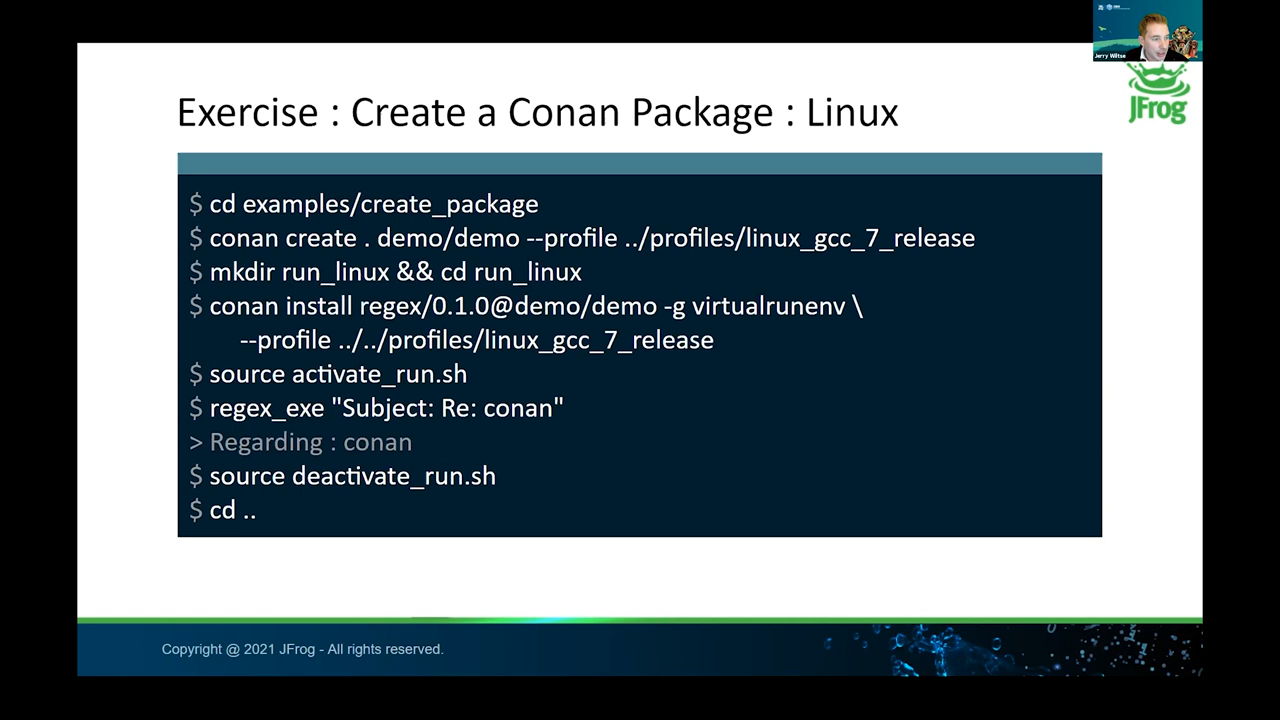 Jerry Wiltse
JFrog
Exercise : Create a Conan Package : Linux
$ cd examples/create_package
$ conan create . demo/demo --profile ../profiles/linux_gcc_7_release
$ mkdir run_linux && cd run_linux
$ conan install regex/0.1.0@demo/demo -g virtualrunenv \
--profile ../../profiles/linux_gcc_7_release
$ source activate_run.sh
$ regex_exe "Subject: Re: conan"
> Regarding : conan
$ source deactivate_run.sh
$ cd ..
Copyright @ 2021 JFrog - All rights reserved.